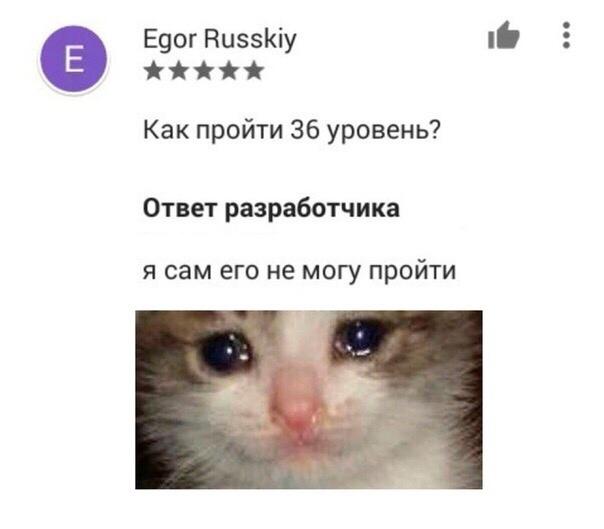 E
Egor Russkiy
Как пройти 36 уровень?
Ответ разработчика
я сам его не могу пройти